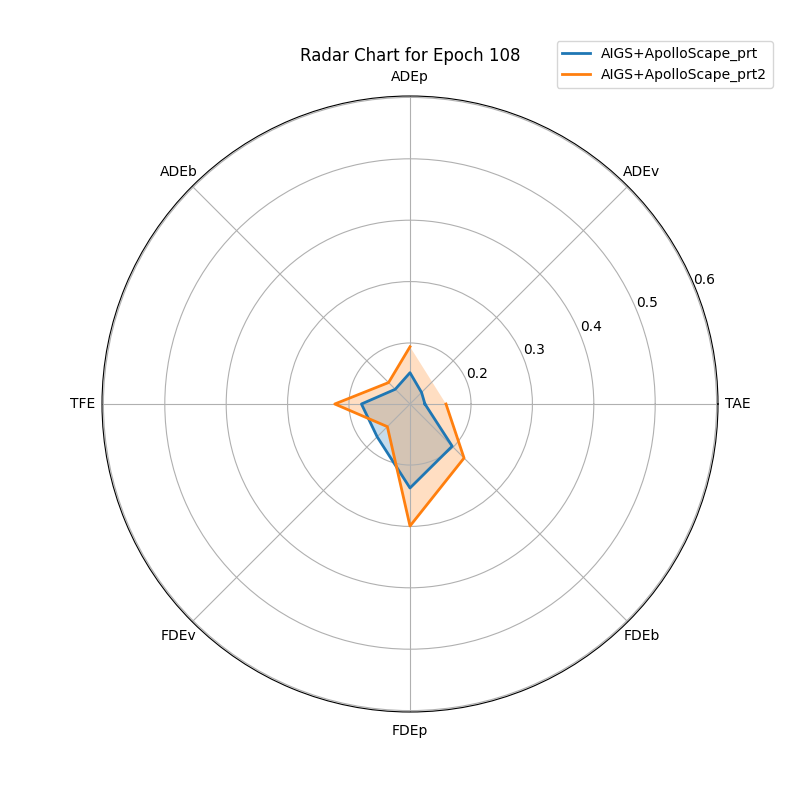 Radar Chart for Epoch 108
AIGS+ApolloScape_prt
AIGS+ApolloScape_prt2
ADEp
ADEb
ADEv
0.6
0.5
0.4
0.3
0.2
TFE
TAE
FDEv
FDEb
FDEp